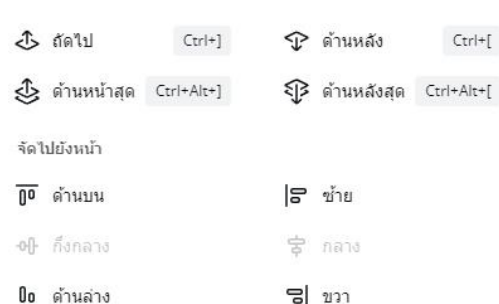 ถัดไป Ctrl+] ด้านหลัง Ctrl+[
ด้านหน้าสุด Ctrl+Alt+] ด้านหลังสุด Ctrl+Alt+[
จัดไปยังหน้า
ด้านบน ซ้าย
กึ่งกลาง กลาง
ด้านล่าง ขวา